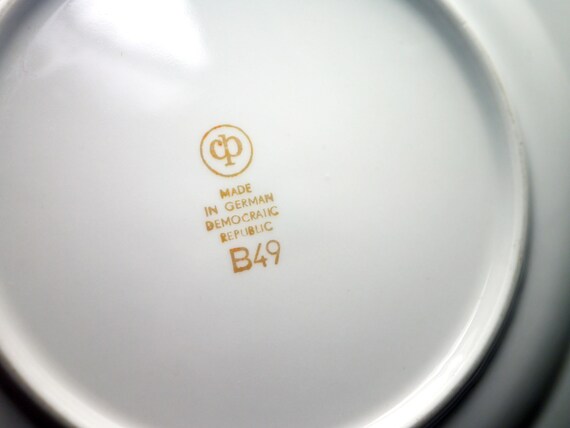 cp
MADE
IN GERMAN
DEMOCRATIC
REPUBLIC
B49